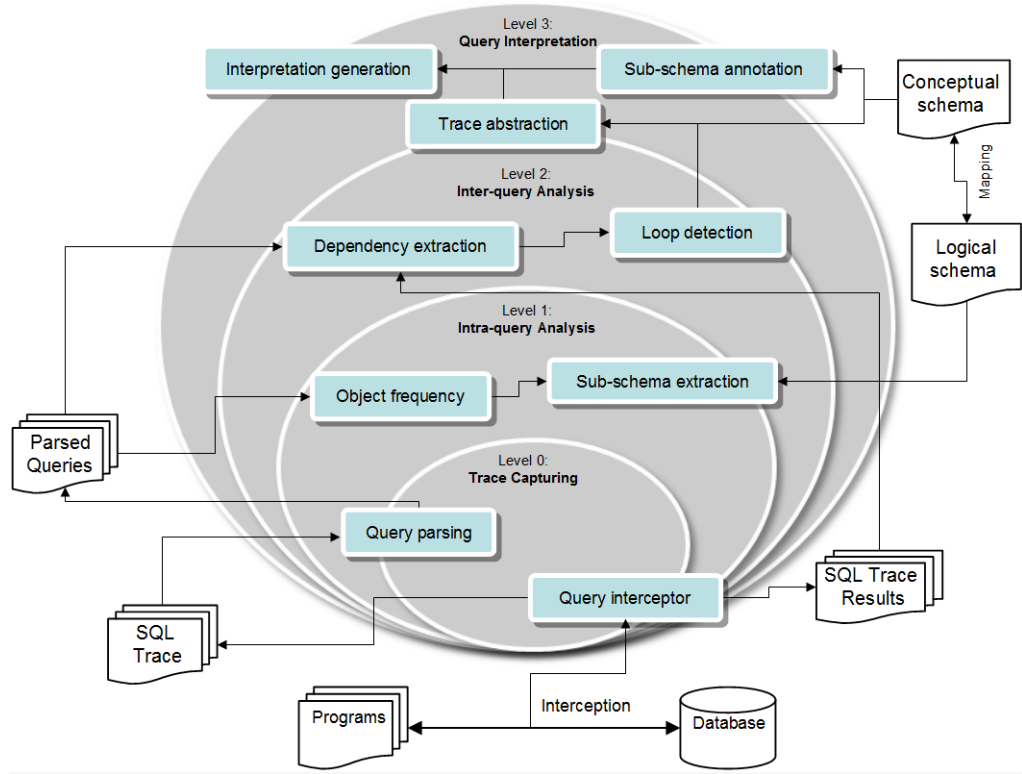 Level 3:
Query Interpretation
Interpretation generation
Sub-schema annotation
Conceptual
schema
Trace abstraction
Mapping
Level 2:
Inter-query Analysis
Dependency extraction
Loop detection
Logical
schema
Level 1:
Intra-query Analysis
Object frequency
Sub-schema extraction
Parsed
Queries
Level 0:
Trace Capturing
Query parsing
Query interceptor
SQL Trace
Results
SQL
Trace
Programs
Interception
Database